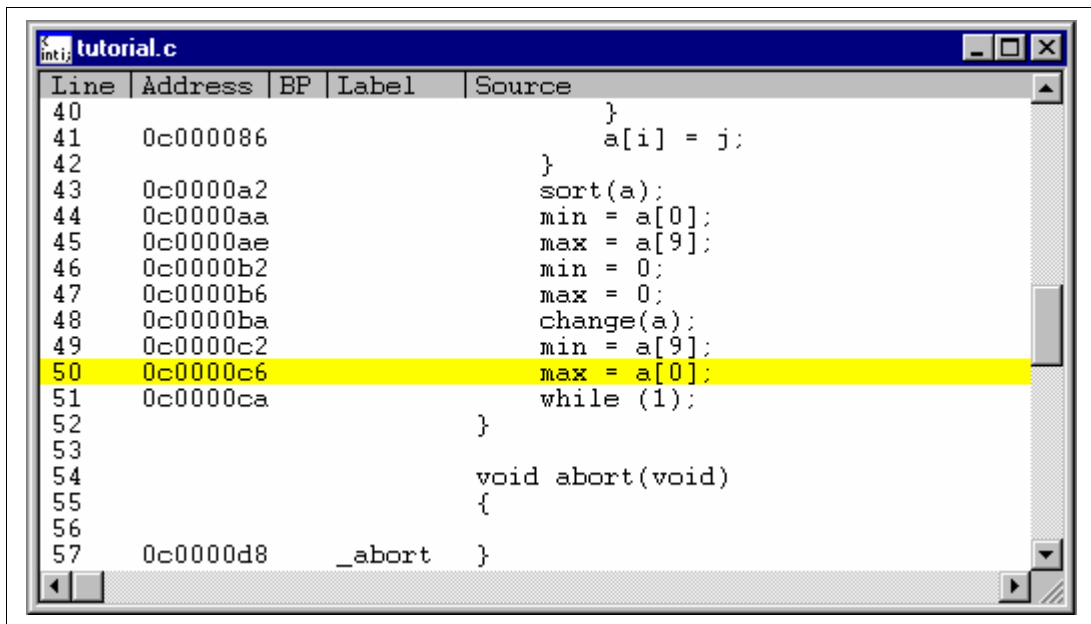 tutorial.c
Line Address BP Label Source
40 }
41 0c000086 a[i] = j;
42 }
43 0c0000a2 sort(a);
44 0c0000aa min = a[0];
45 0c0000ae max = a[9];
46 0c0000b2 min = 0;
47 0c0000b6 max = 0;
48 0c0000ba change(a);
49 0c0000c2 min = a[9];
50 0c0000c6 max = a[0];
51 0c0000ca while (1);
52 }
53
54 void abort(void)
55 {
56
57 0c0000d8 _abort }